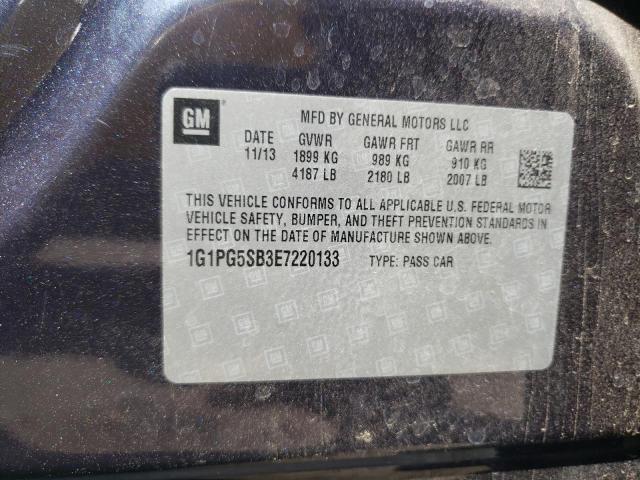 GM
MFD BY GENERAL MOTORS LLC
DATE GVWR GAWR FRT GAWR RR
11/13 1899 KG 989 KG 910 KG
4187 LB 2180 LB 2007 LB
THIS VEHICLE CONFORMS TO ALL APPLICABLE U.S. FEDERAL MOTOR
VEHICLE SAFETY, BUMPER, AND THEFT PREVENTION STANDARDS IN
EFFECT ON THE DATE OF MANUFACTURE SHOWN ABOVE.
1G1PG5SB3E7220133 TYPE: PASS CAR